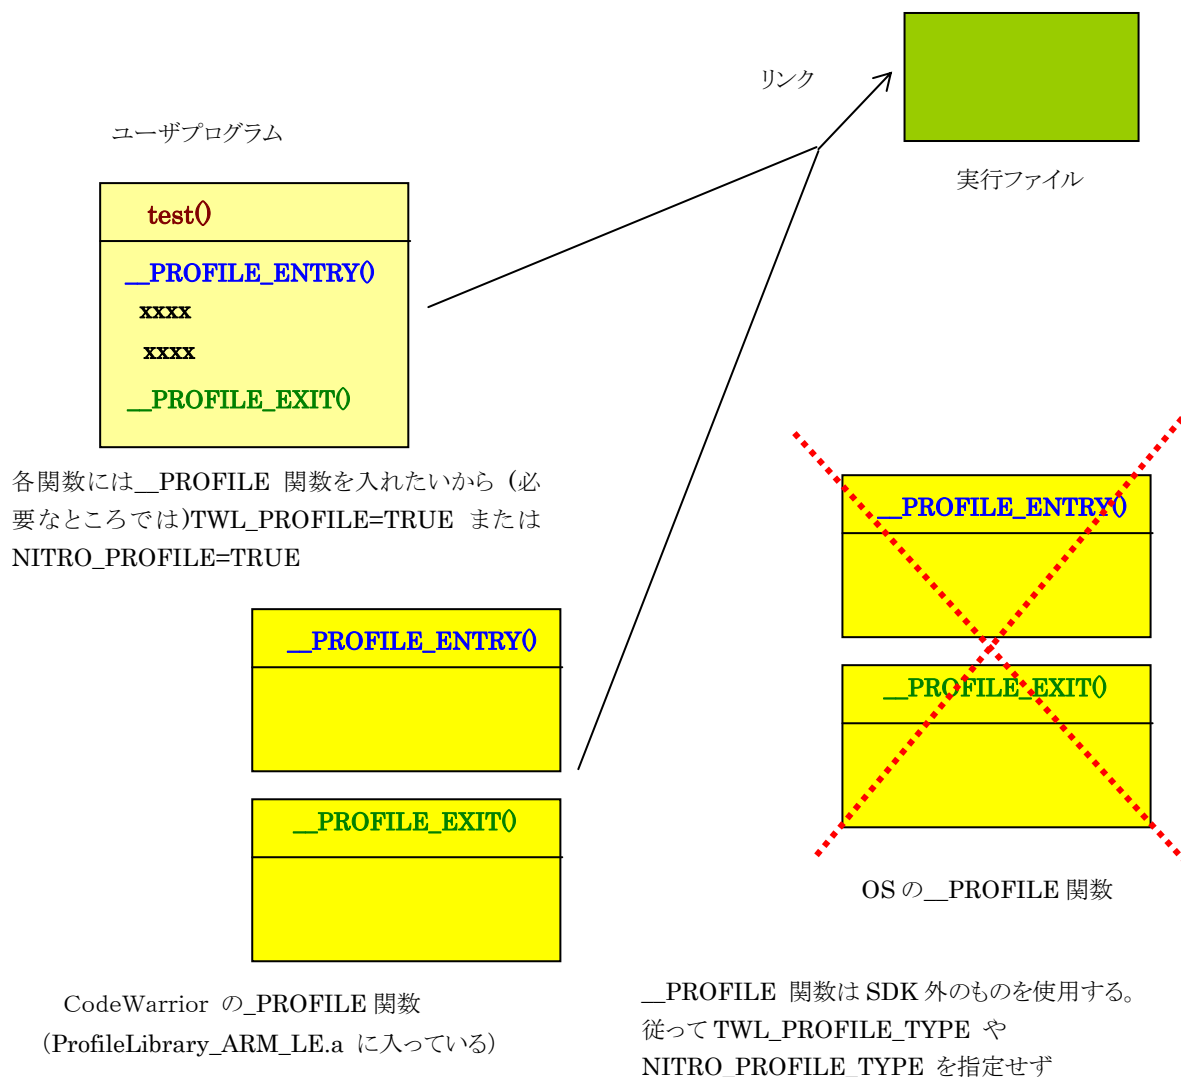 リンク
ユーザプログラム
実行ファイル
test()
__PROFILE_ENTRY()
xxxx
xxxx
__PROFILE_EXIT()
各関数には__PROFILE 関数を入れたいから (必
要なところでは)TWL_PROFILE=TRUE または
NITRO_PROFILE=TRUE
__PROFILE_ENTRY()
__PROFILE_EXIT()
__PROFILE_ENTRY()
__PROFILE_EXIT()
OS の__PROFILE 関数
CodeWarrior の_PROFILE 関数
(ProfileLibrary_ARM_LE.a に入っている)
__PROFILE 関数は SDK 外のものを使用する。
従って TWL_PROFILE_TYPE や
NITRO_PROFILE_TYPE を指定せず